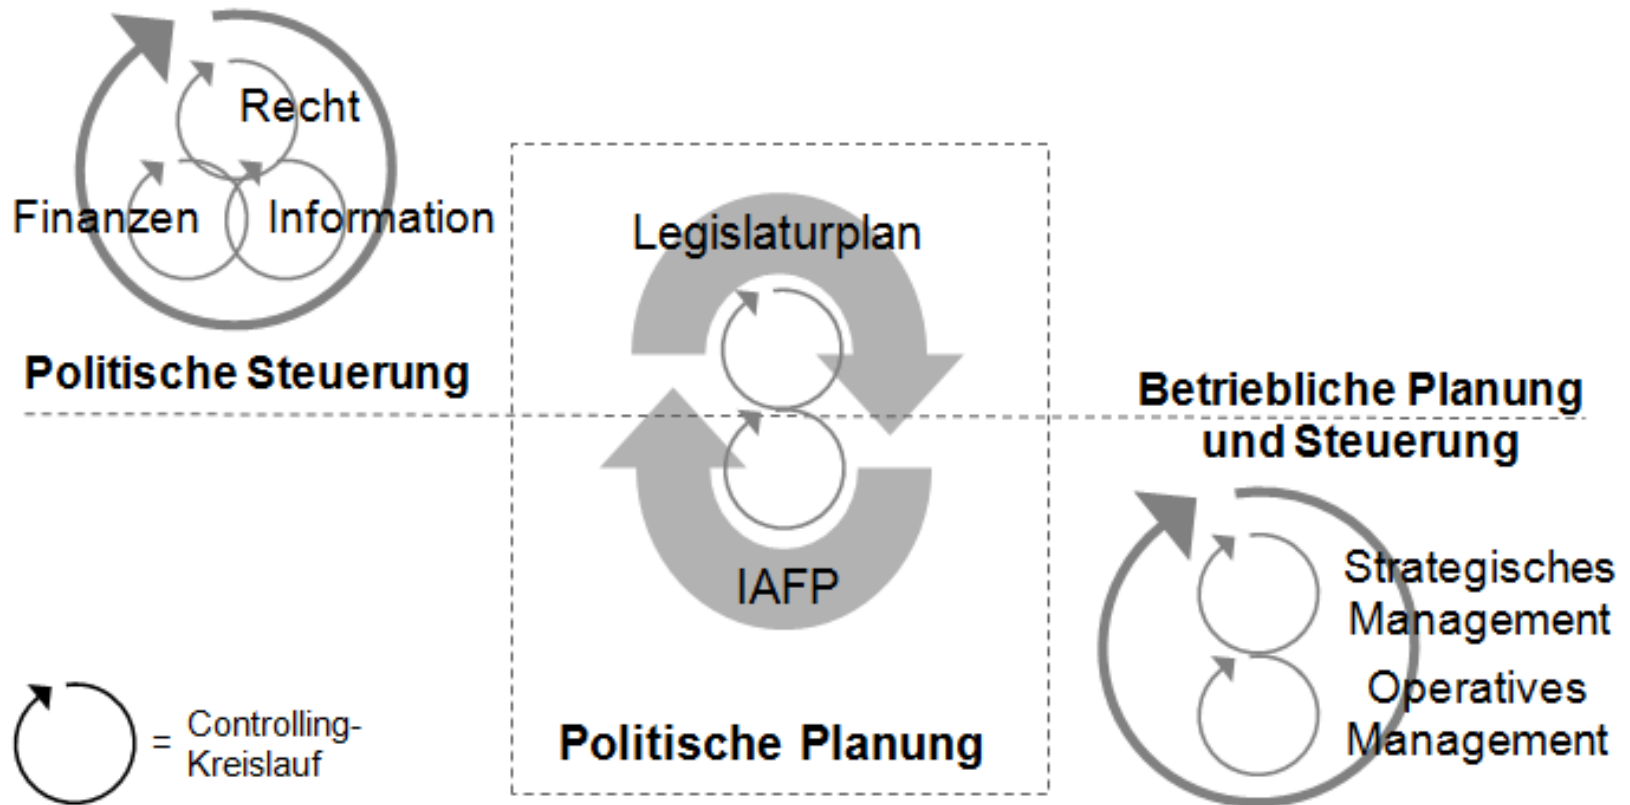 Recht
Finanzen
Information
Politische Steuerung
Legislaturplan
IAFP
Politische Planung
Betriebliche Planung
und Steuerung
Strategisches
Management
Operatives
Management
= Controlling-
Kreislauf